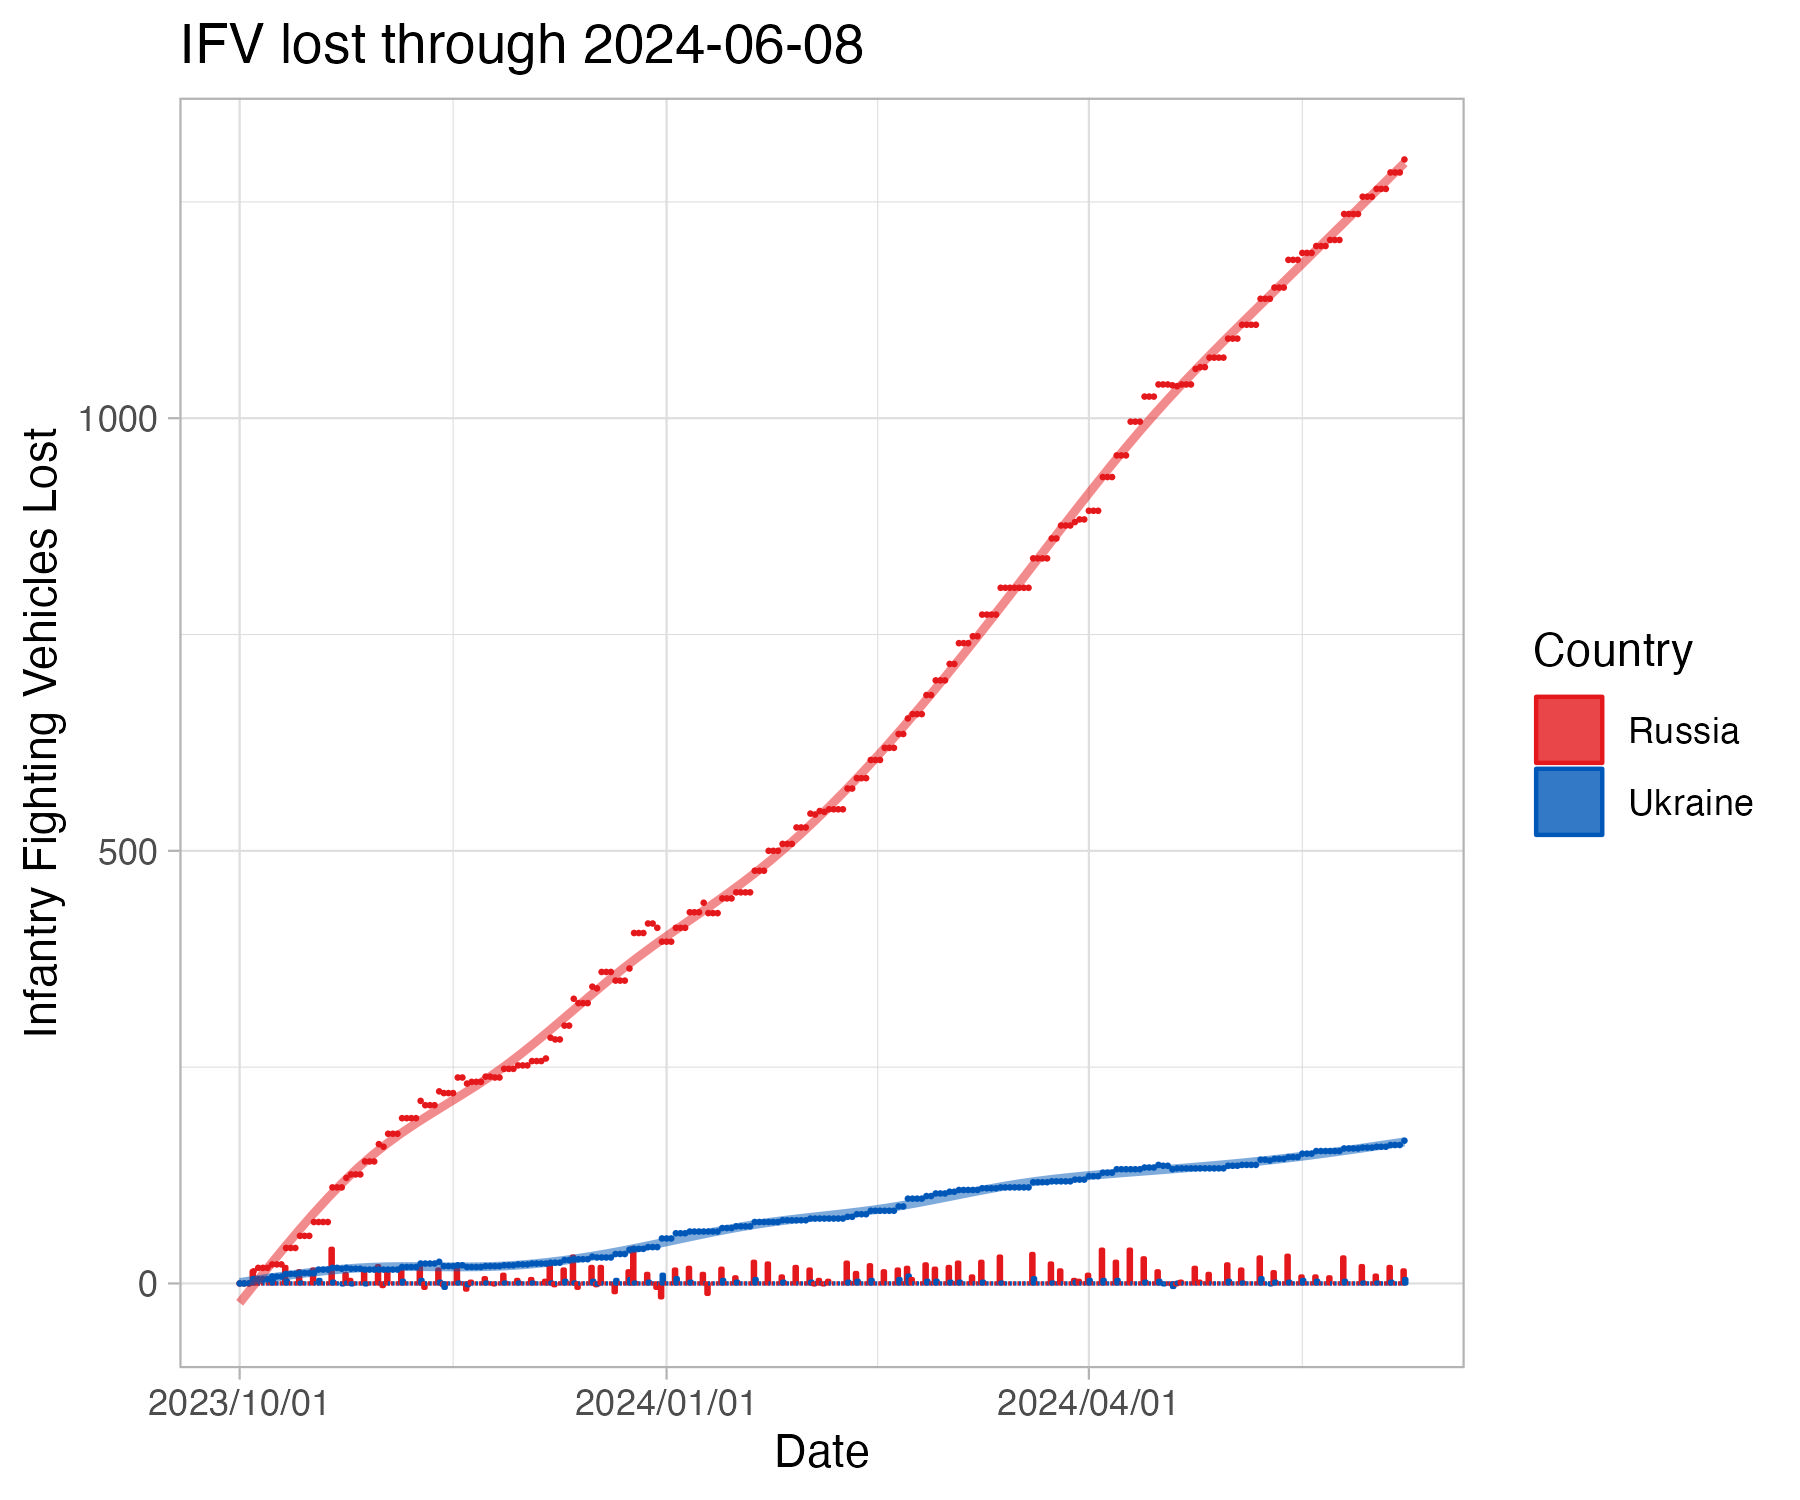 IFV lost through 2024-06-08
Infantry Fighting Vehicles Lost
1000
500
0
2023/10/01
2024/01/01
2024/04/01
Date
Country
Russia
Ukraine